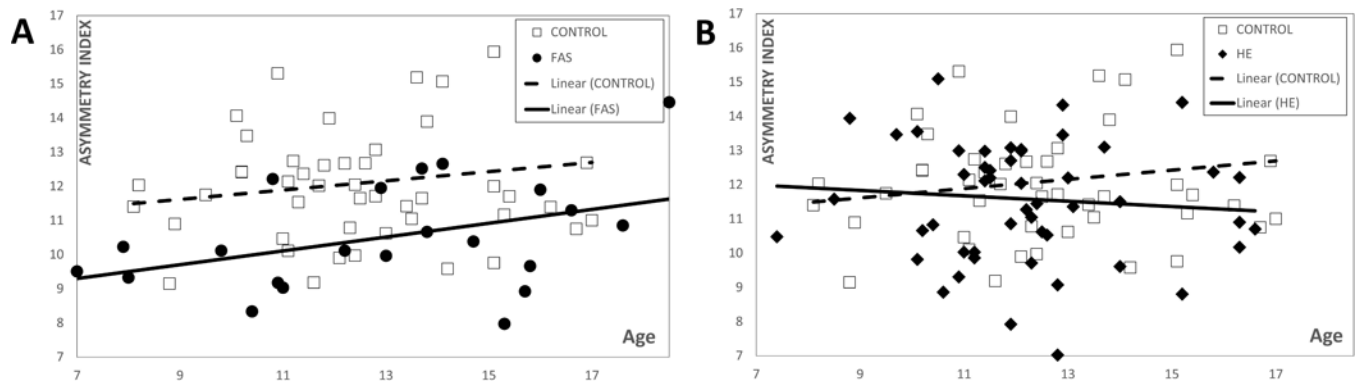 A
ASYMMETRY INDEX
17
16
15
14
13
12
11
10
9
8
7
7 9 11 13 15 17
Age
CONTROL
FAS
Linear (CONTROL)
Linear (FAS)
B
ASYMMETRY INDEX
17
16
15
14
13
12
11
10
9
8
7
7 9 11 13 15 17
Age
CONTROL
HE
Linear (CONTROL)
Linear (HE)